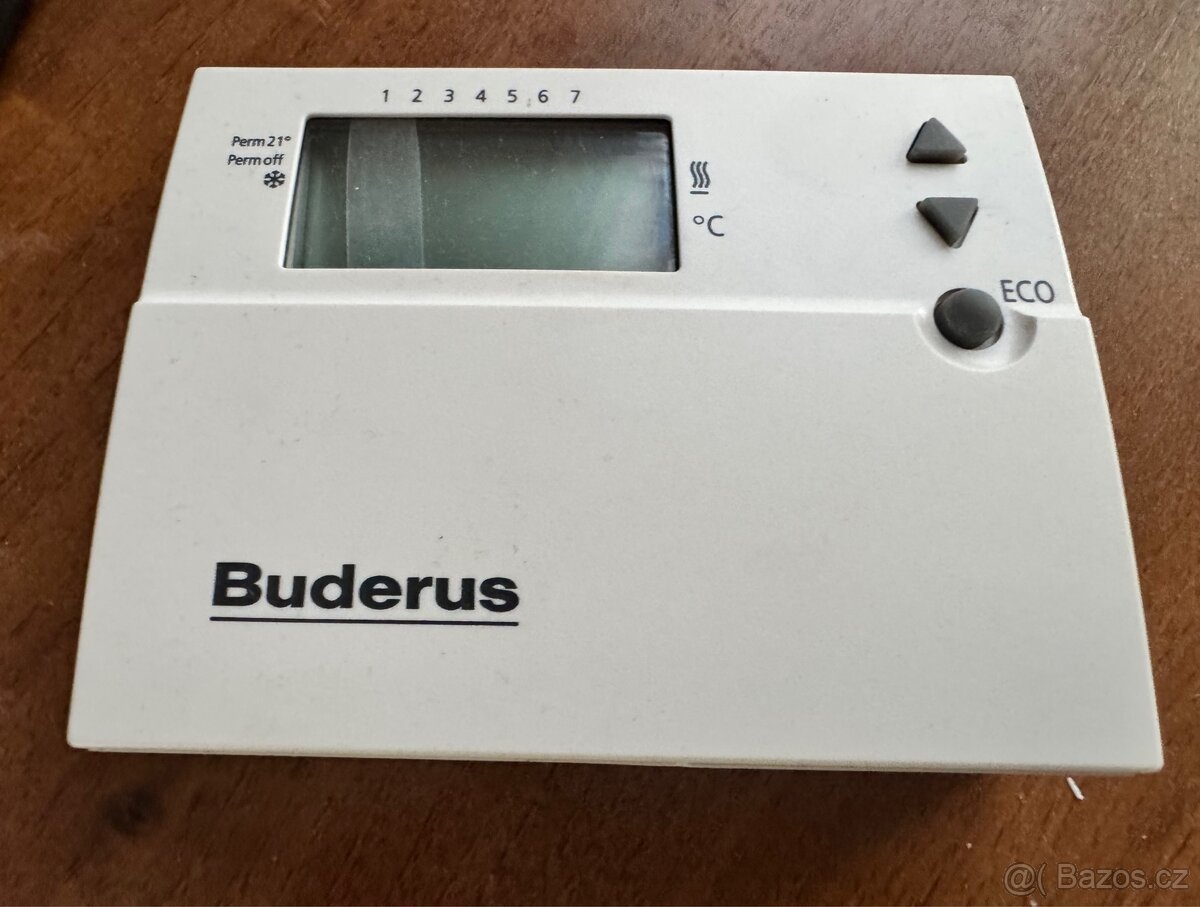 1 2 3 4 5 6 7
Perm 21°
Perm off
°C
ECO
Buderus
@( Bazos.cz